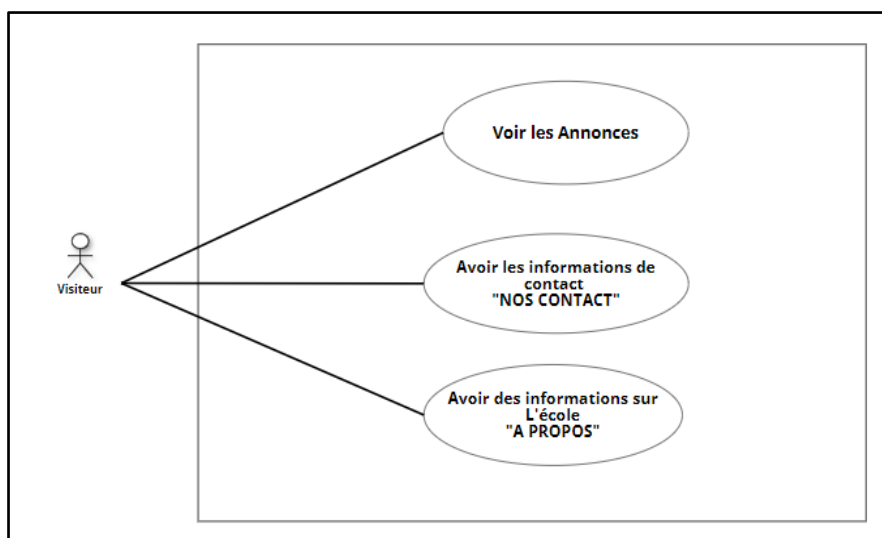 Voir les Annonces
Visiteur
Avoir les informations de
contact
"NOS CONTACT"
Avoir des informations sur
L'école
"A PROPOS"